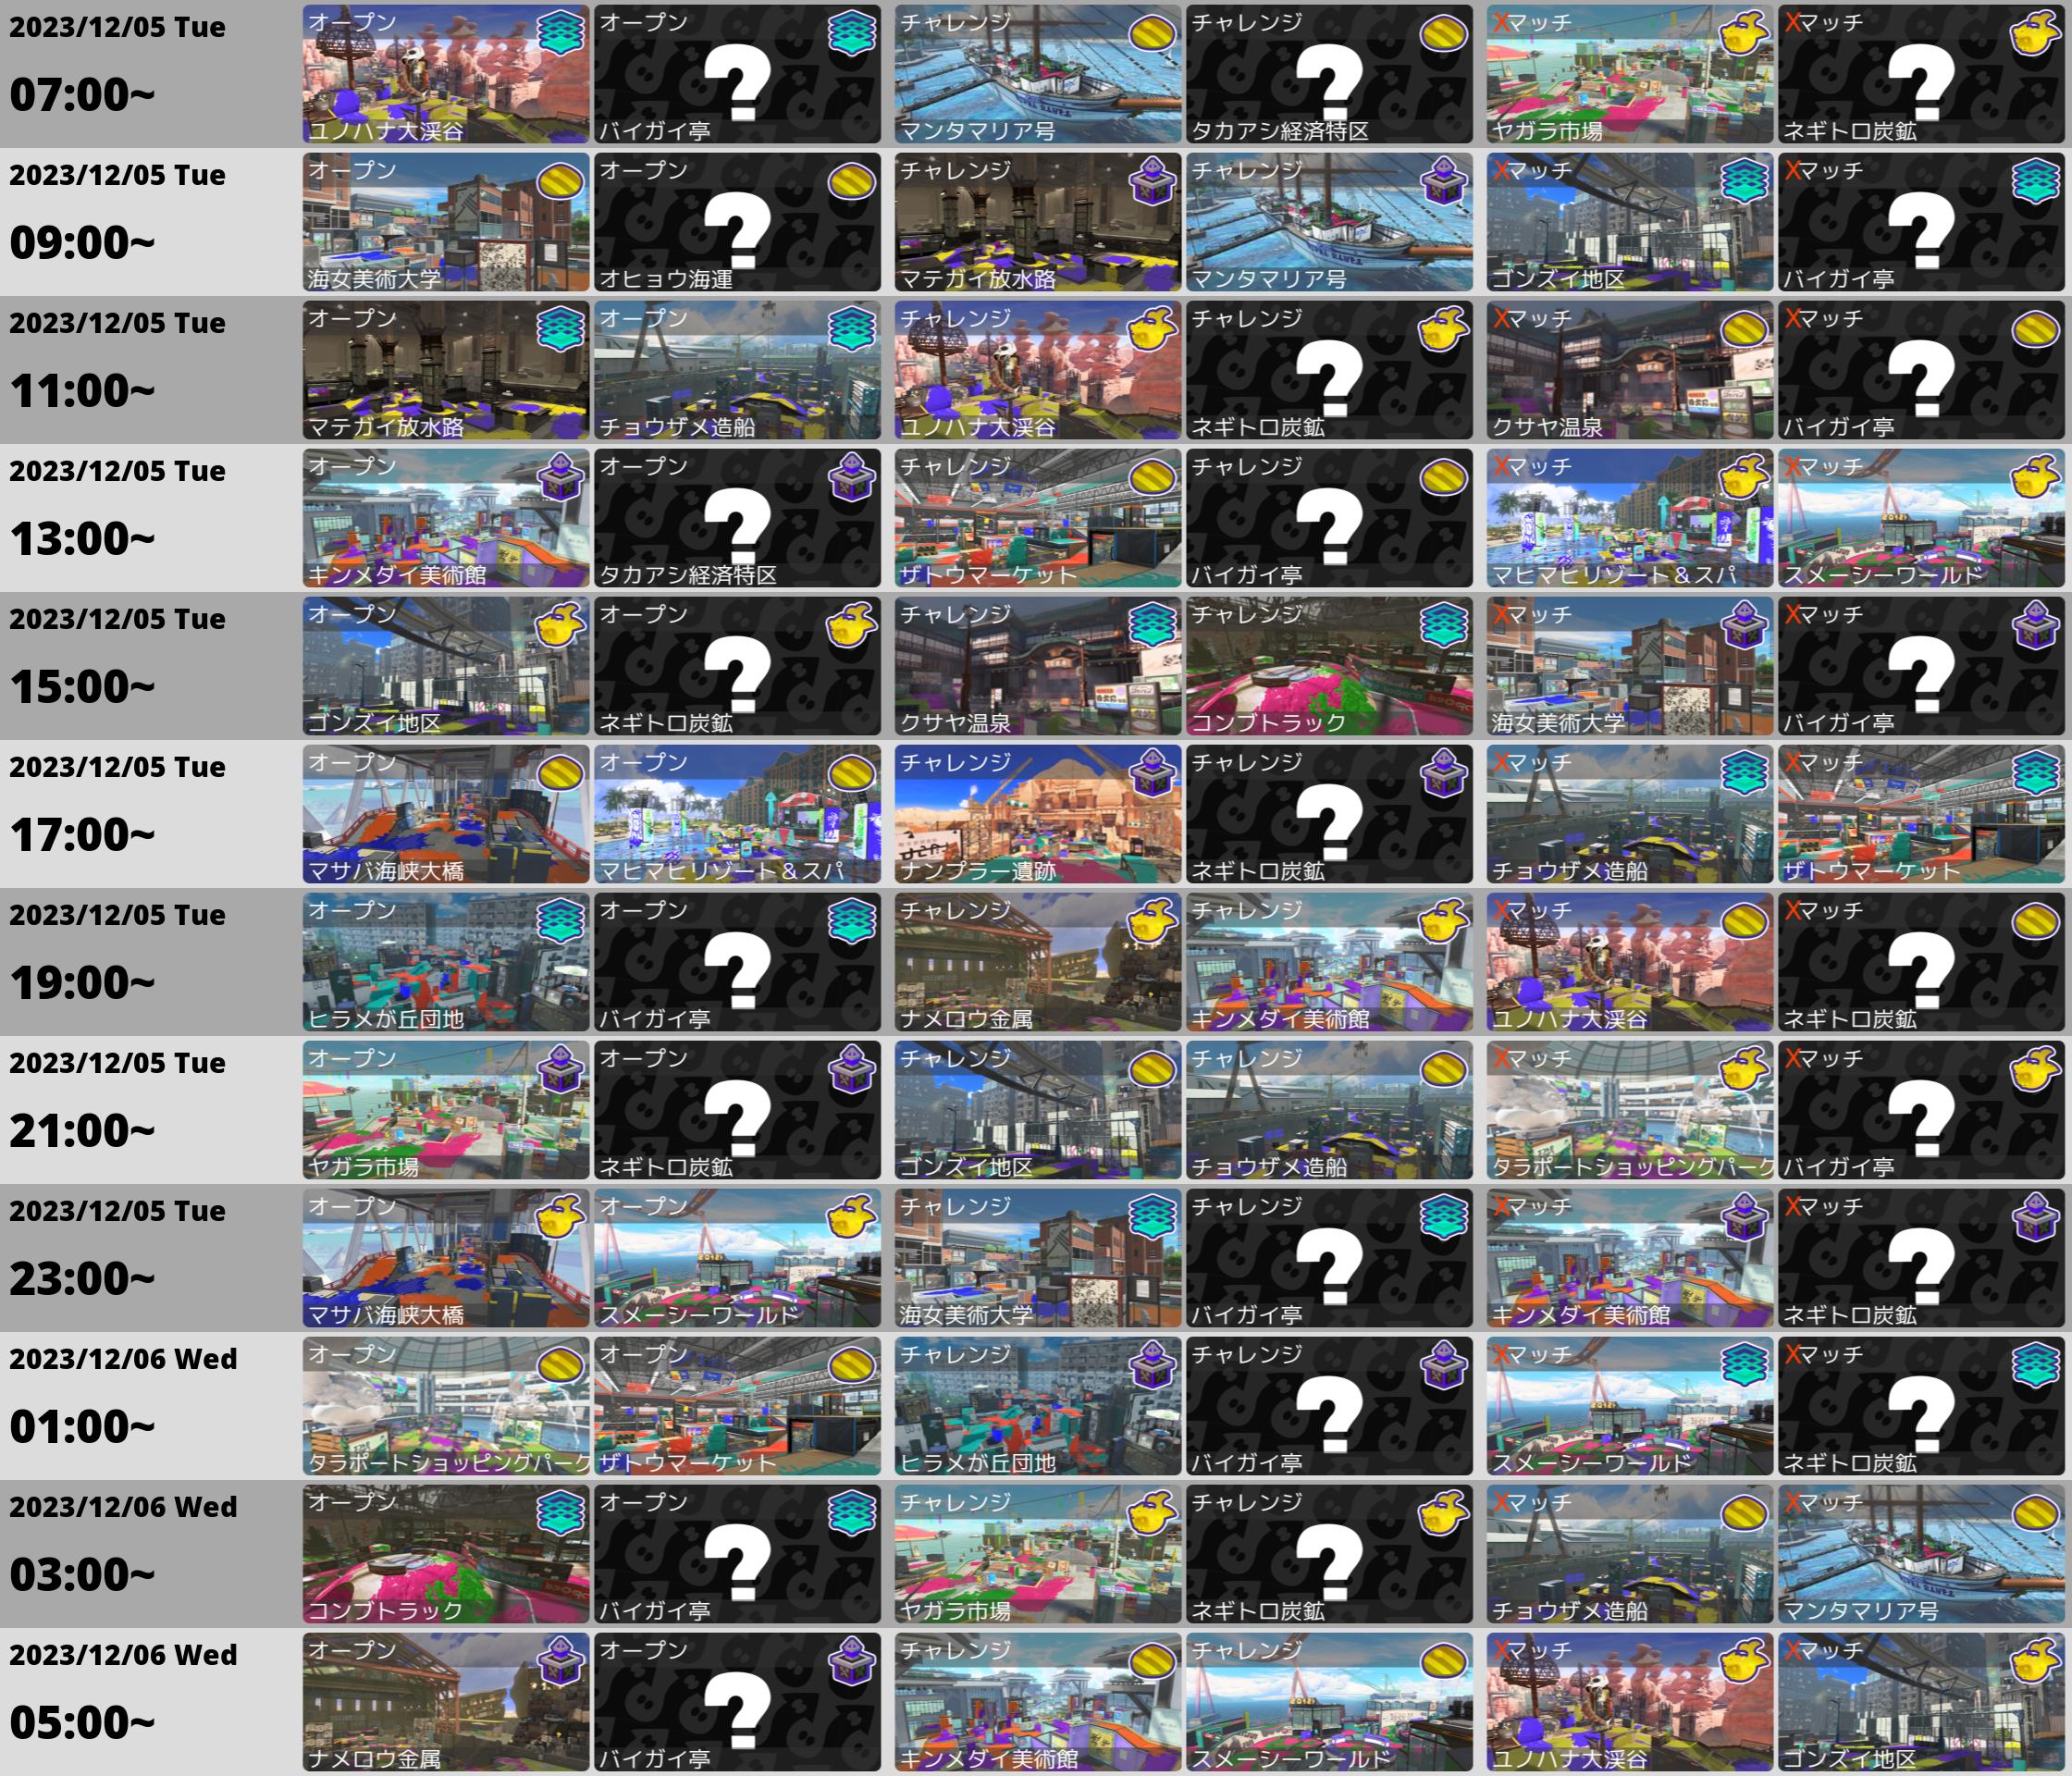 2023/12/05 Tue
07:00~
オープン
ユノハナ大渓谷
オープン
バイガイ亭
チャレンジ
マンタマリア号
チャレンジ
タカアシ経済特区
Xマッチ
ヤガラ市場
Xマッチ
ネギトロ炭鉱
2023/12/05 Tue
09:00~
オープン
海女美術大学
オープン
オヒョウ海運
チャレンジ
マテガイ放水路
チャレンジ
マンタマリア号
Xマッチ
ゴンズイ地区
Xマッチ
バイガイ亭
2023/12/05 Tue
11:00~
オープン
マテガイ放水路
オープン
チョウザメ造船
チャレンジ
ユノハナ大渓谷
チャレンジ
ネギトロ炭鉱
Xマッチ
クサヤ温泉
Xマッチ
バイガイ亭
2023/12/05 Tue
13:00~
オープン
キンメダイ美術館
オープン
タカアシ経済特区
チャレンジ
ザトウマーケット
チャレンジ
バイガイ亭
Xマッチ
マヒマヒリゾート&スパ
Xマッチ
スメーシーワールド
2023/12/05 Tue
15:00~
オープン
ゴンズイ地区
オープン
ネギトロ炭鉱
チャレンジ
クサヤ温泉
チャレンジ
コンブトラック
Xマッチ
海女美術大学
Xマッチ
バイガイ亭
2023/12/05 Tue
17:00~
オープン
マサバ海峡大橋
オープン
マヒマヒリゾート&スパ
チャレンジ
ナンプラー遺跡
チャレンジ
ネギトロ炭鉱
Xマッチ
チョウザメ造船
Xマッチ
ザトウマーケット
2023/12/05 Tue
19:00~
オープン
ヒラメが丘団地
オープン
バイガイ亭
チャレンジ
ナメロウ金属
チャレンジ
キンメダイ美術館
Xマッチ
ユノハナ大渓谷
Xマッチ
ネギトロ炭鉱
2023/12/05 Tue
21:00~
オープン
ヤガラ市場
オープン
ネギトロ炭鉱
チャレンジ
ゴンズイ地区
チャレンジ
チョウザメ造船
Xマッチ
タラポートショッピングパーク
Xマッチ
バイガイ亭
2023/12/05 Tue
23:00~
オープン
マサバ海峡大橋
オープン
スメーシーワールド
チャレンジ
海女美術大学
チャレンジ
バイガイ亭
Xマッチ
キンメダイ美術館
Xマッチ
ネギトロ炭鉱
2023/12/06 Wed
01:00~
オープン
タラポートショッピングパーク
オープン
ザトウマーケット
チャレンジ
ヒラメが丘団地
チャレンジ
バイガイ亭
Xマッチ
スメーシーワールド
Xマッチ
ネギトロ炭鉱
2023/12/06 Wed
03:00~
オープン
コンブトラック
オープン
バイガイ亭
チャレンジ
ヤガラ市場
チャレンジ
ネギトロ炭鉱
Xマッチ
チョウザメ造船
Xマッチ
マンタマリア号
2023/12/06 Wed
05:00~
オープン
ナメロウ金属
オープン
バイガイ亭
チャレンジ
キンメダイ美術館
チャレンジ
スメーシーワールド
Xマッチ
ユノハナ大渓谷
Xマッチ
ゴンズイ地区